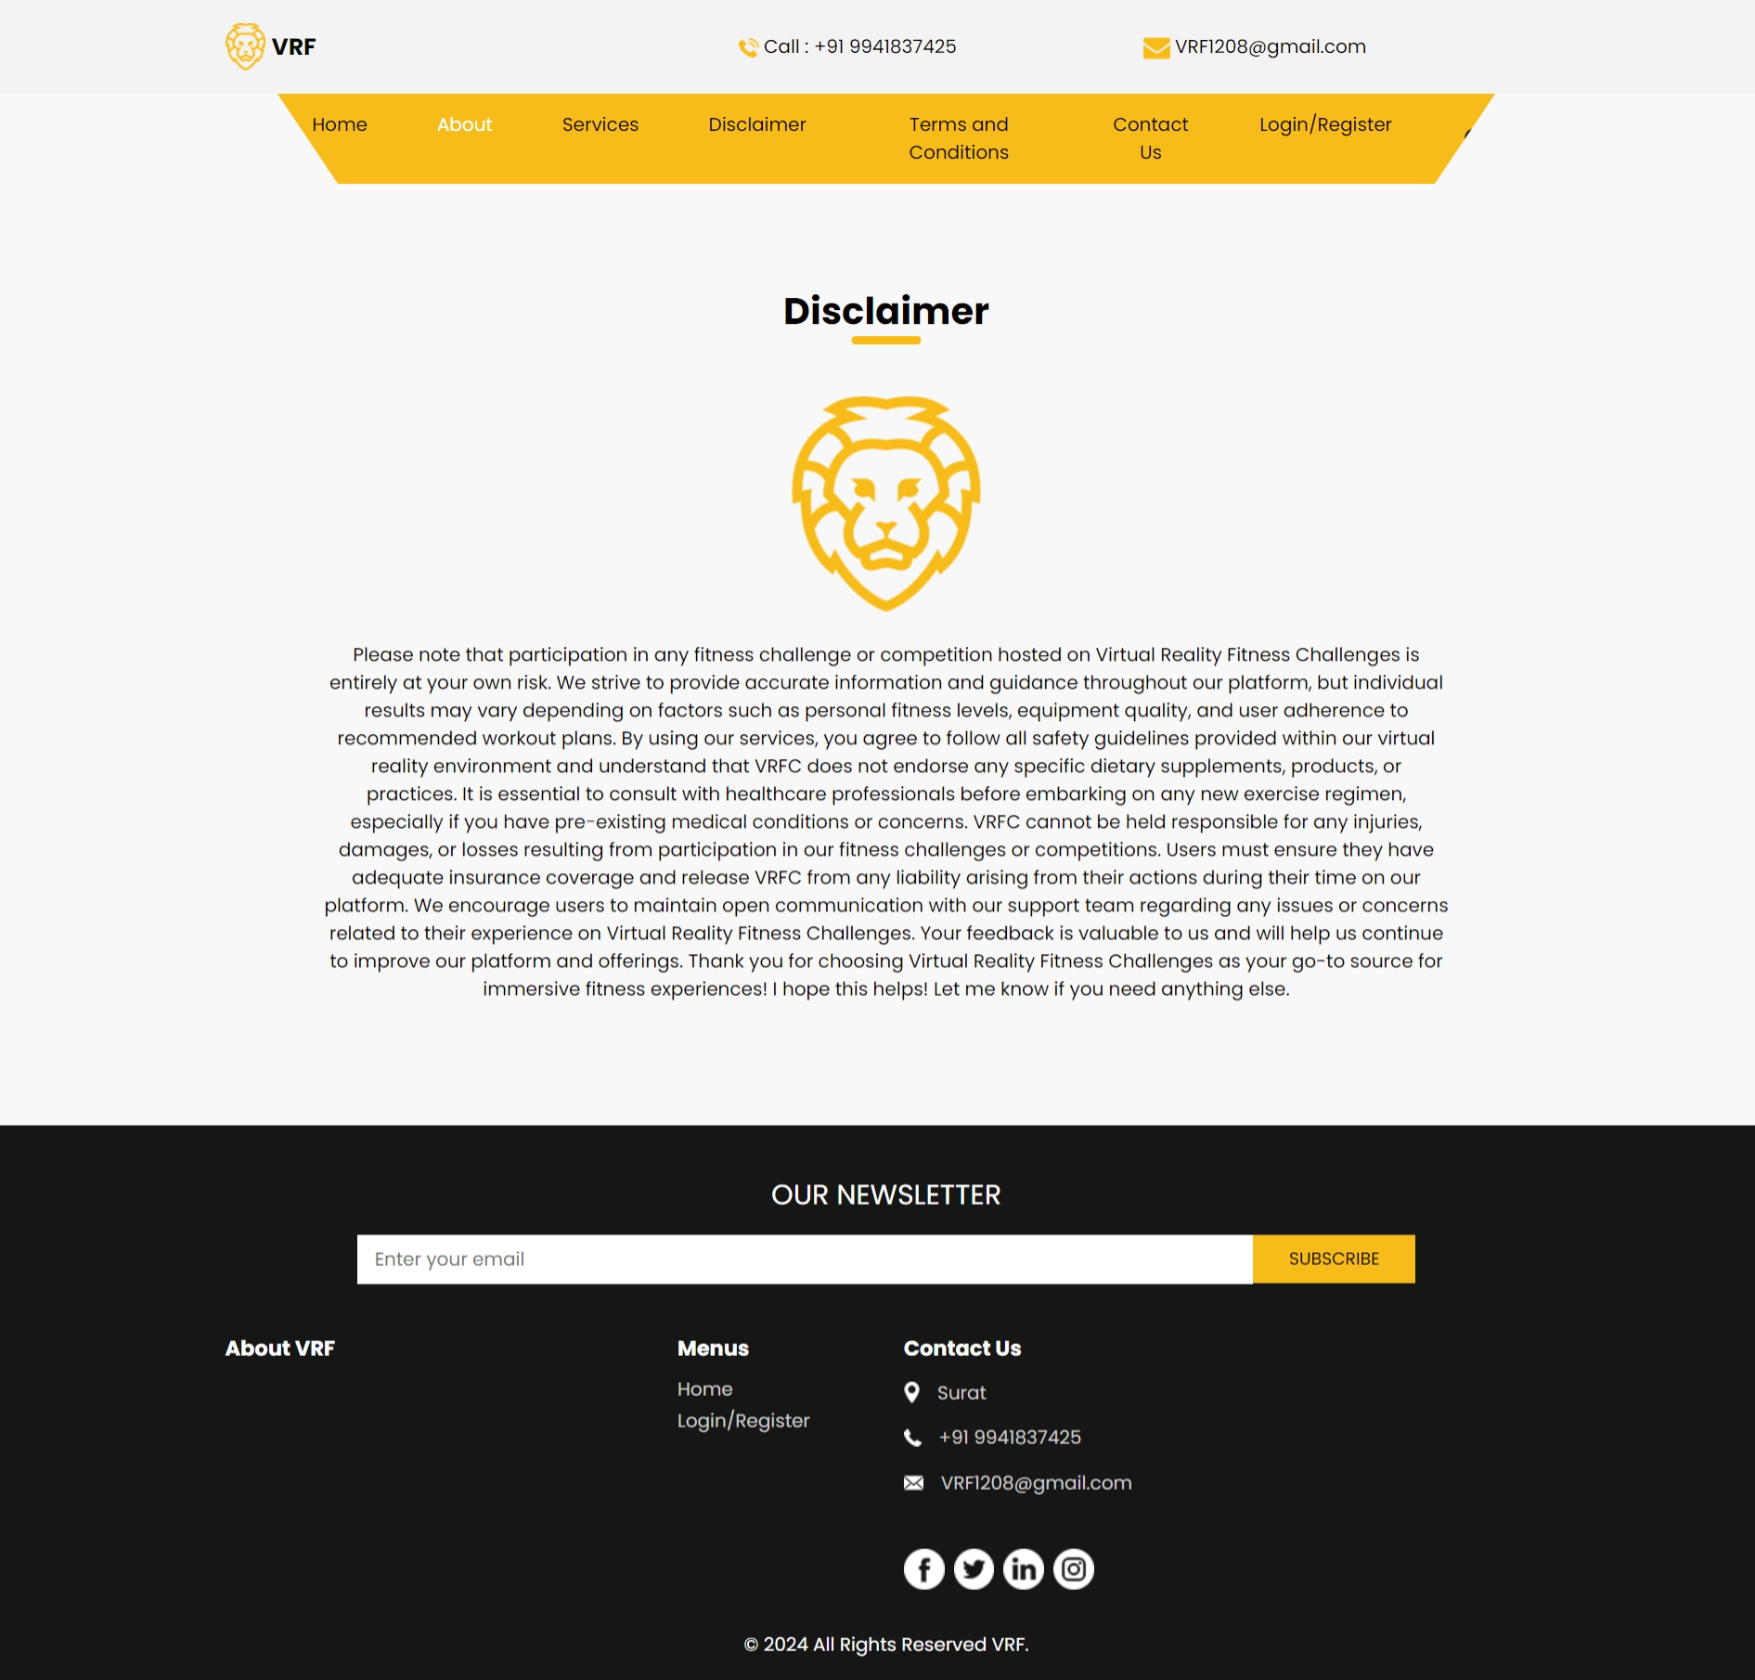 VRF
Call : +91 9941837425
VRF1208@gmail.com
Home
About
Services
Disclaimer
Terms and
Conditions
Contact
Us
Login/Register
Disclaimer
Please note that participation in any fitness challenge or competition hosted on Virtual Reality Fitness Challenges is
entirely at your own risk. We strive to provide accurate information and guidance throughout our platform, but individual
results may vary depending on factors such as personal fitness levels, equipment quality, and user adherence to
recommended workout plans. By using our services, you agree to follow all safety guidelines provided within our virtual
reality environment and understand that VRFC does not endorse any specific dietary supplements, products, or
practices. It is essential to consult with healthcare professionals before embarking on any new exercise regimen,
especially if you have pre-existing medical conditions or concerns. VRFC cannot be held responsible for any injuries,
damages, or losses resulting from participation in our fitness challenges or competitions. Users must ensure they have
adequate insurance coverage and release VRFC from any liability arising from their actions during their time on our
platform. We encourage users to maintain open communication with our support team regarding any issues or concerns
related to their experience on Virtual Reality Fitness Challenges. Your feedback is valuable to us and will help us continue
to improve our platform and offerings. Thank you for choosing Virtual Reality Fitness Challenges as your go-to source for
immersive fitness experiences! I hope this helps! Let me know if you need anything else.
OUR NEWSLETTER
Enter your email
SUBSCRIBE
About VRF
Menus
Home
Login/Register
Contact Us
Surat
+91 9941837425
VRF1208@gmail.com
© 2024 All Rights Reserved VRF.